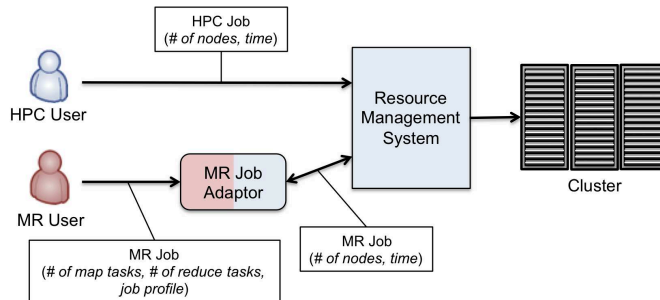 HPC Job
(# of nodes, time)
HPC User
Resource
Management
System
Cluster
MR Job
Adaptor
MR User
MR Job
(# of map tasks, # of reduce tasks,
job profile)
MR Job
(# of nodes, time)